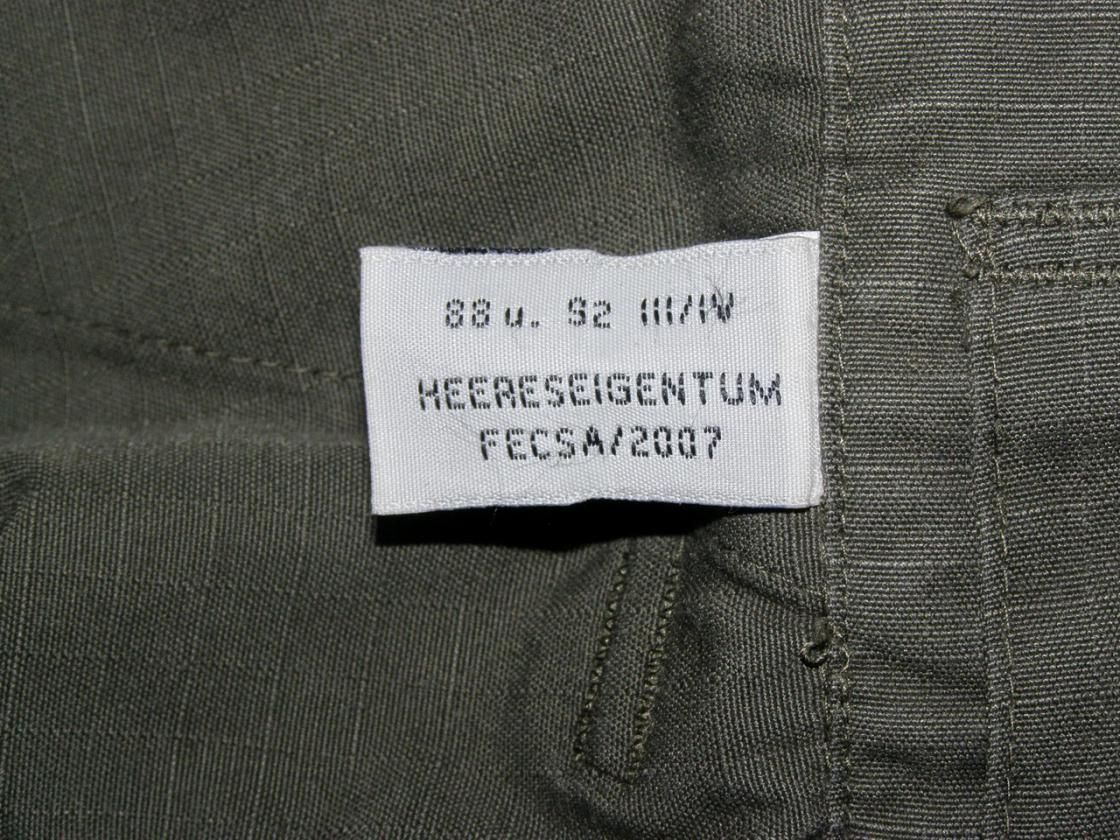 88 u. 92 III/IV
HEERESEIGENTUM
FECSA/2007